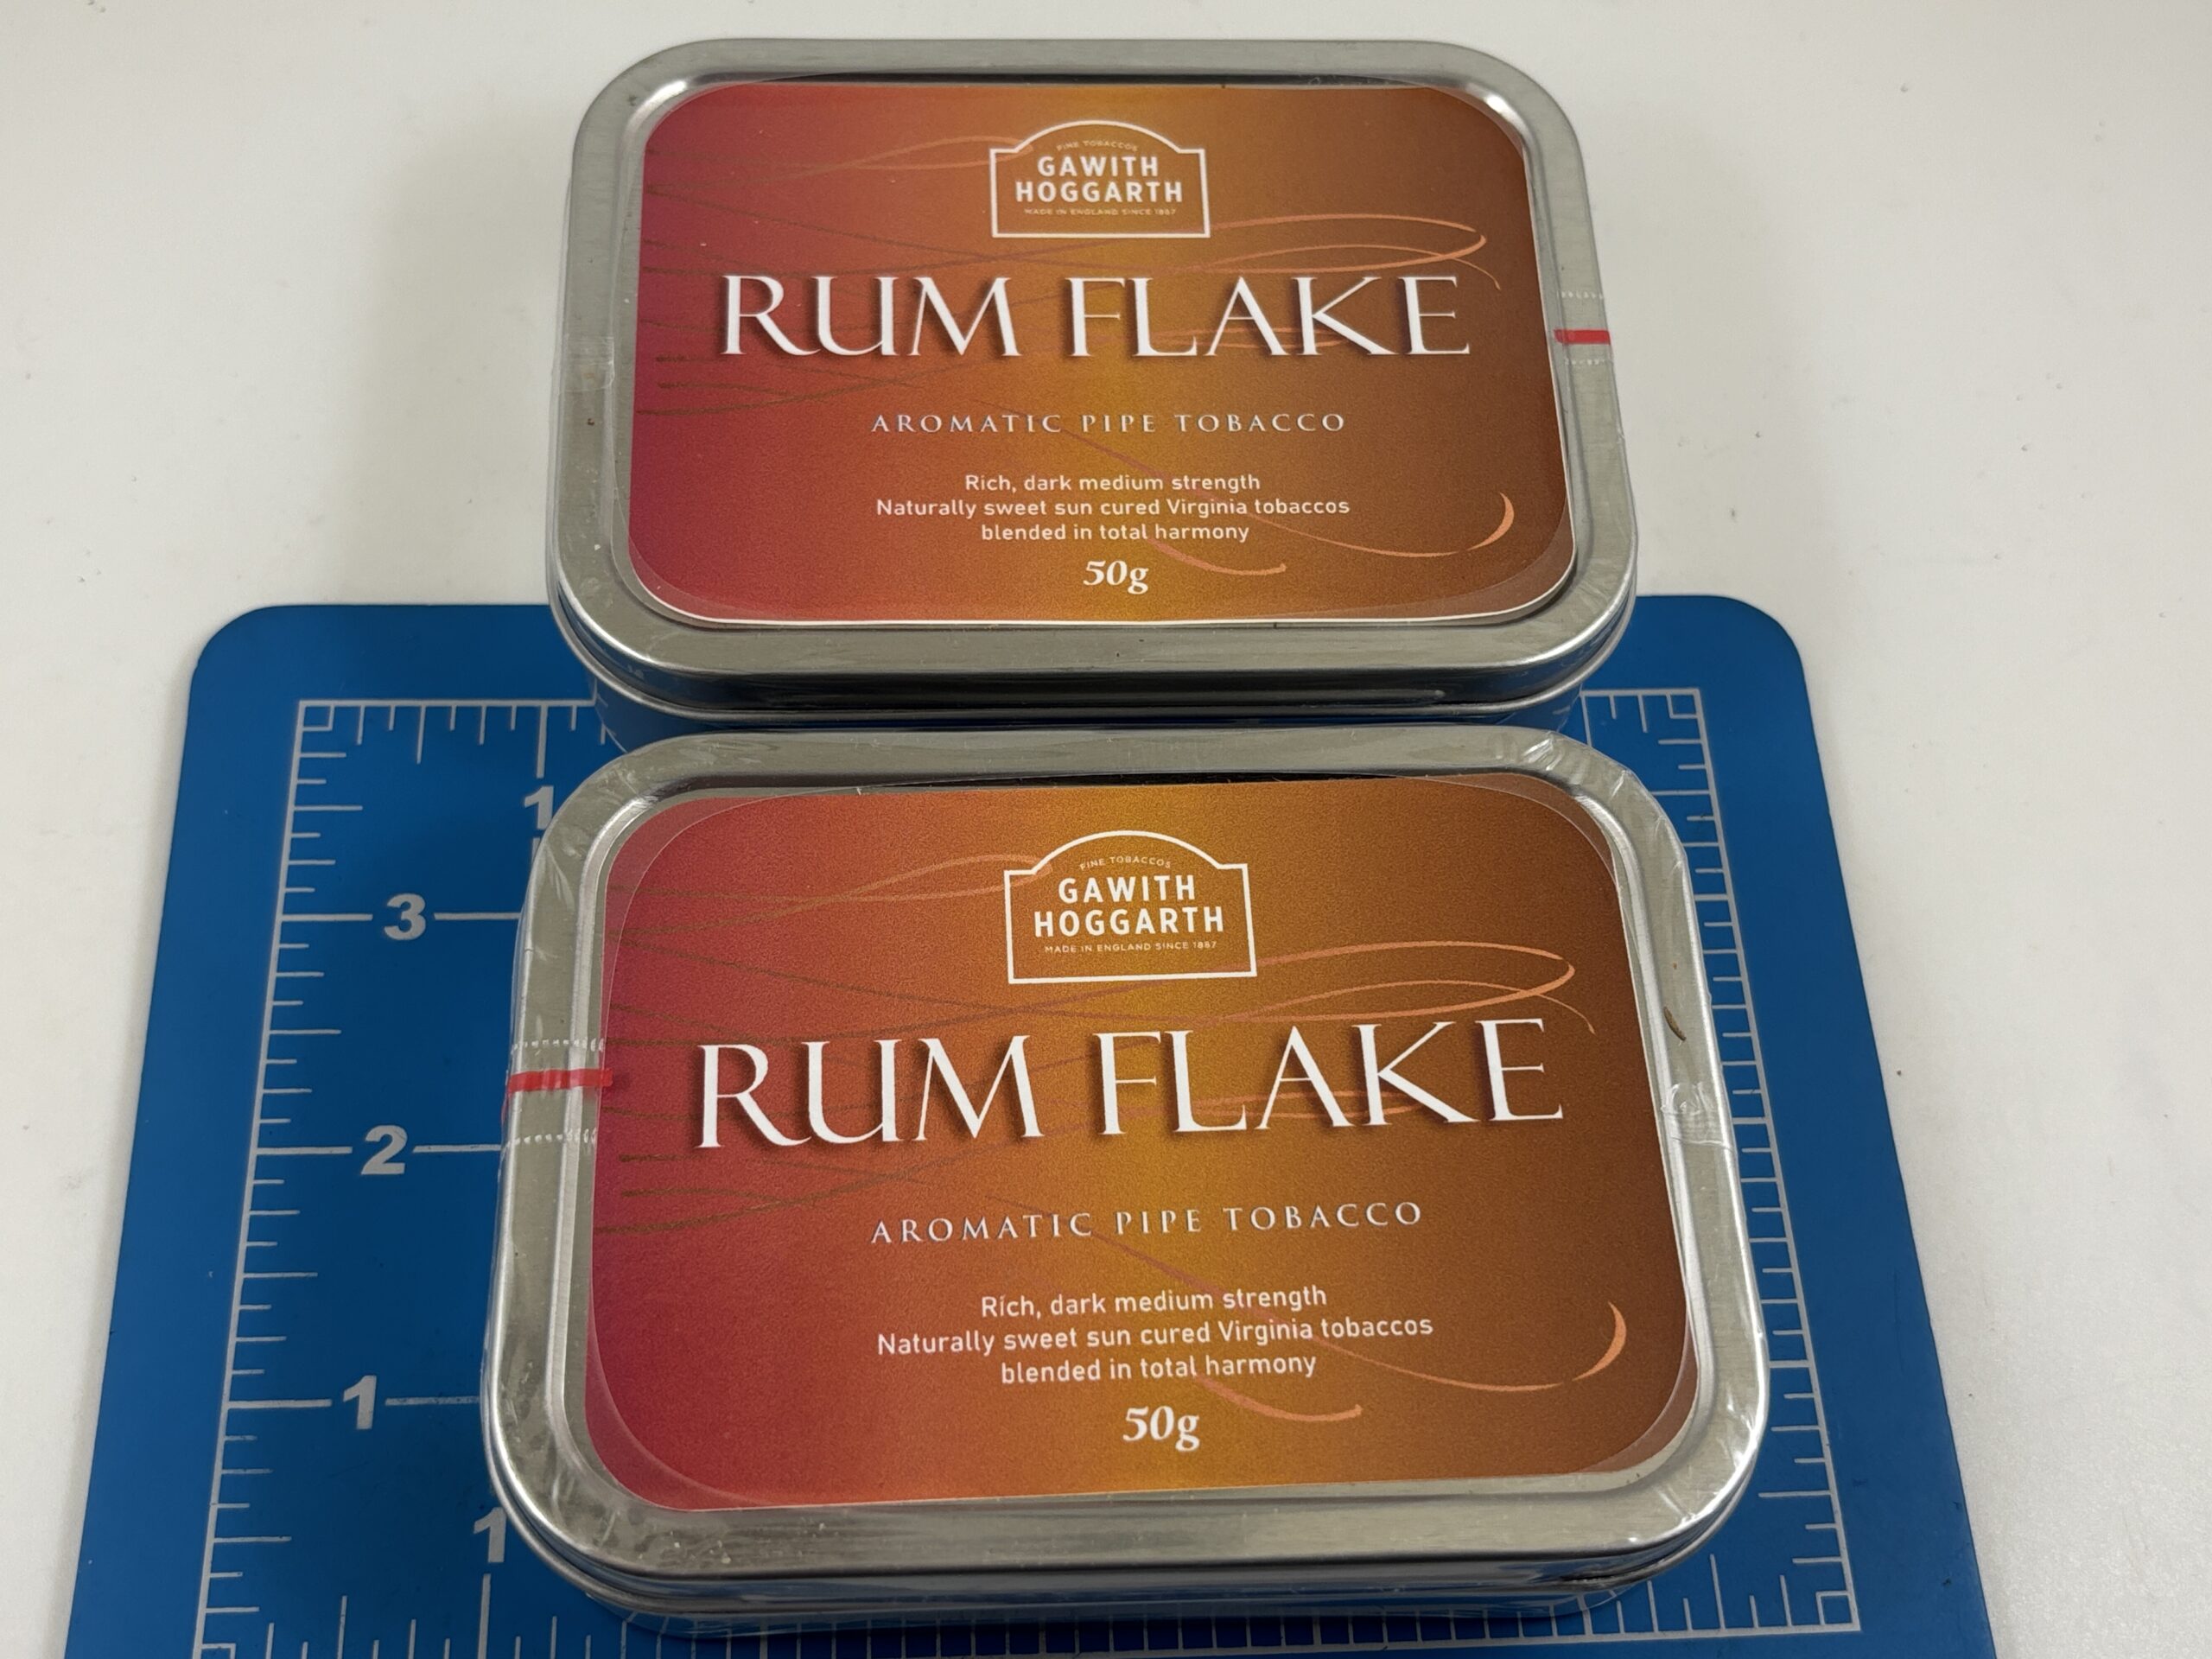 FINE TOBACCOS
GAWITH
HOGGARTH
MADE IN ENGLAND SINCE 1887
RUM FLAKE
AROMATIC PIPE TOBACCO
Rich, dark medium strength
Naturally sweet sun cured Virginia tobaccos
blended in total harmony
50g
1
3
2
1
1
FINE TOBACCOS
GAWITH
HOGGARTH
MADE IN ENGLAND SINCE 1887
RUM FLAKE
AROMATIC PIPE TOBACCO
Rich, dark medium strength
Naturally sweet sun cured Virginia tobaccos
blended in total harmony
50g